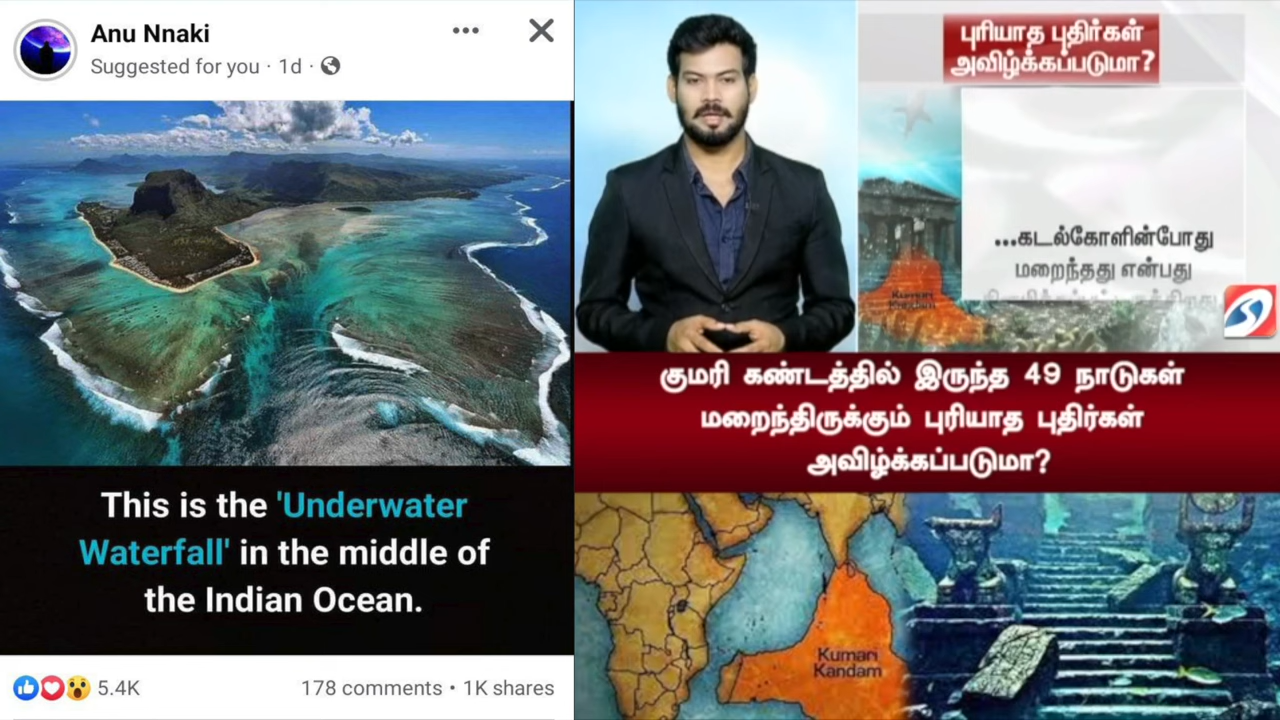 Anu Nnaki
Suggested for you · 1d ·
This is the 'Underwater
Waterfall' in the middle of
the Indian Ocean.
5.4K
178 comments • 1K shares
புரியாத புதிர்கள்
அவிழ்க்கப்படுமா?
...கடல்கோளின்போது
மறைந்தது என்பது
Kumari
Kandam
குமரி கண்டத்தில் இருந்த 49 நாடுகள்
மறைந்திருக்கும் புரியாத புதிர்கள்
அவிழ்க்கப்படுமா?
Kumari
Kandam